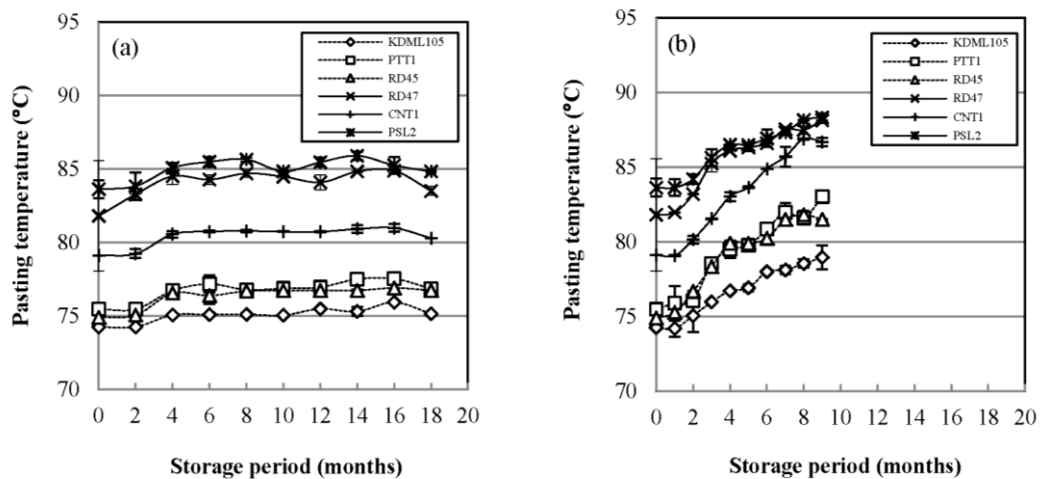 (a)
KDML105
PTT1
RD45
RD47
CNT1
PSL2
Pasting temperature (°C)
95
90
85
80
75
70
0 2 4 6 8 10 12 14 16 18 20
Storage period (months)
(b)
KDML105
PTT1
RD45
RD47
CNT1
PSL2
Pasting temperature (°C)
95
90
85
80
75
70
0 2 4 6 8 10 12 14 16 18 20
Storage period (months)